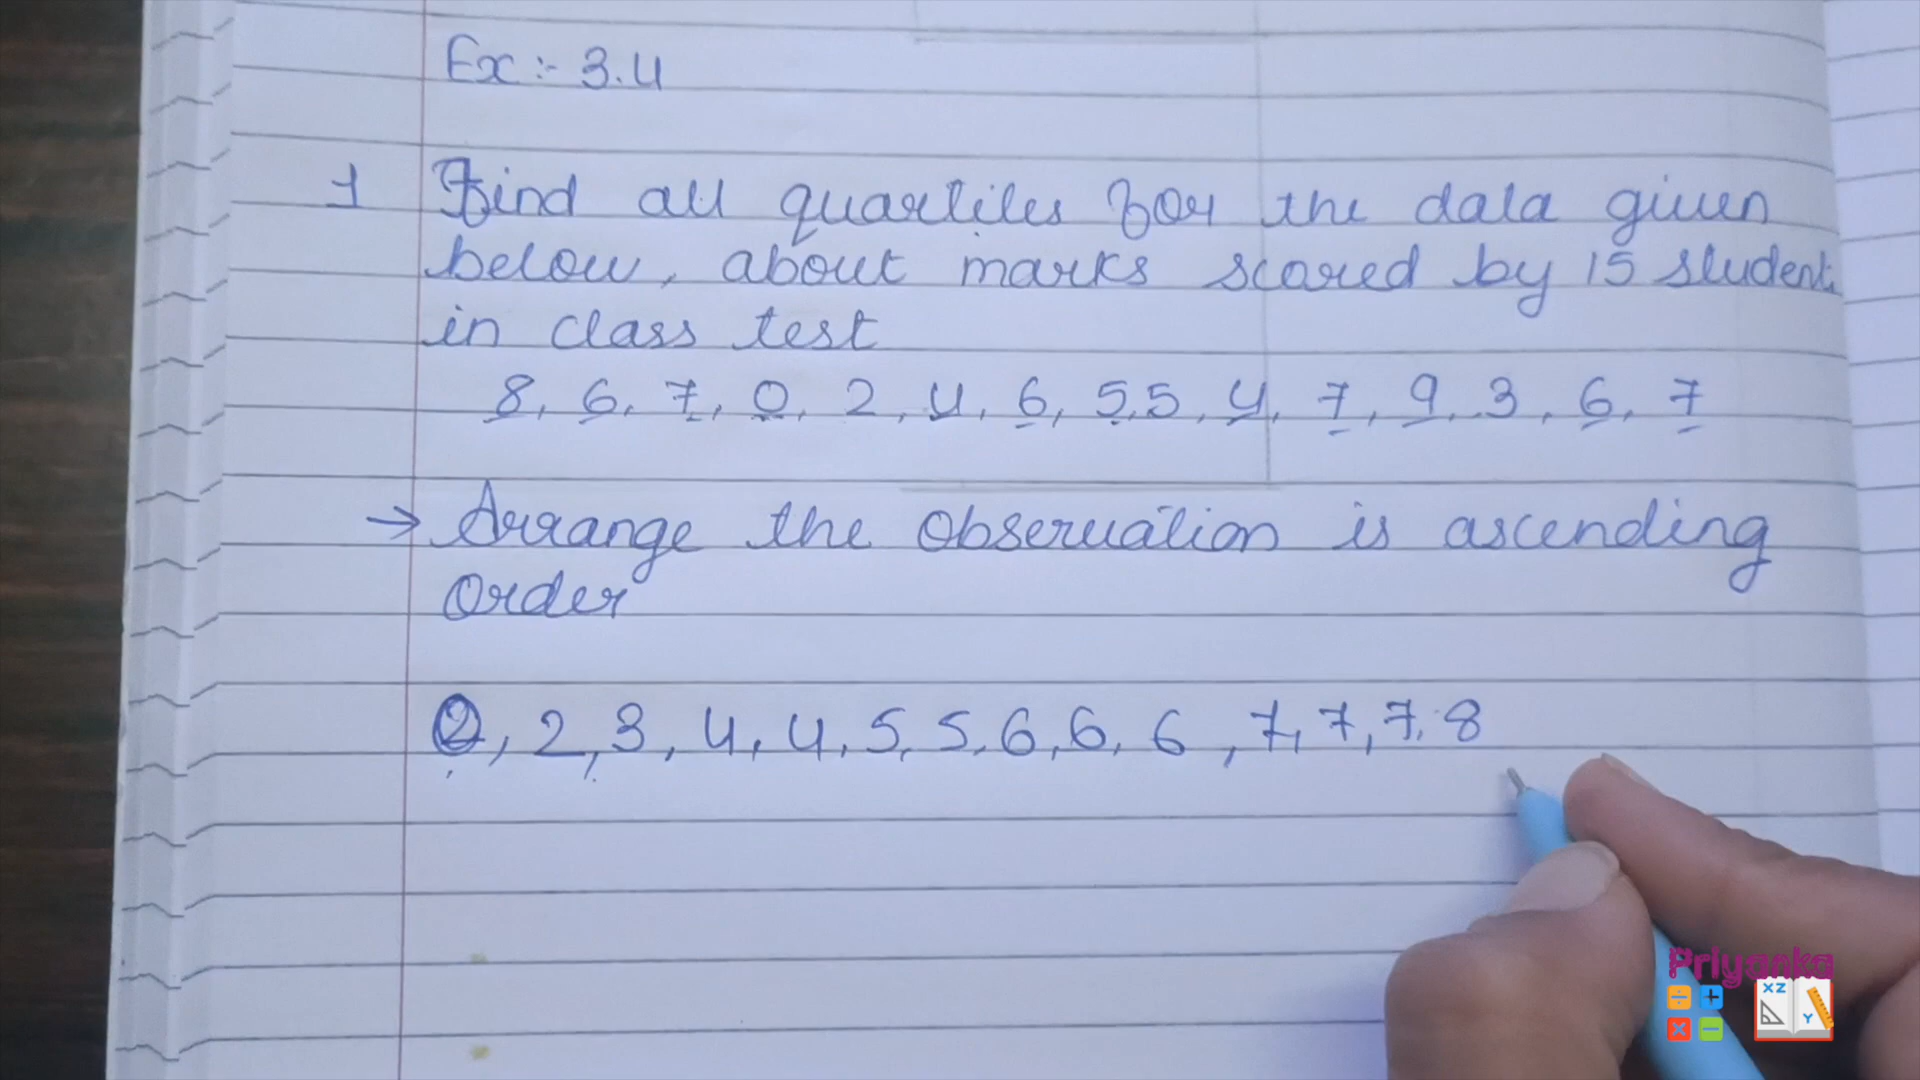 Ex :- 3.4
1 Find all quartiles for the data given
below, about marks scored by 15 students
in class test
8, 6, 7, 0, 2, 4, 6, 5, 5, 4, 7, 9, 3, 6, 7
→ Arrange the observation is ascending
order
0, 2, 3, 4, 4, 5, 5, 6, 6, 6, 7, 7, 7, 8
Priyanka
XZ
Y